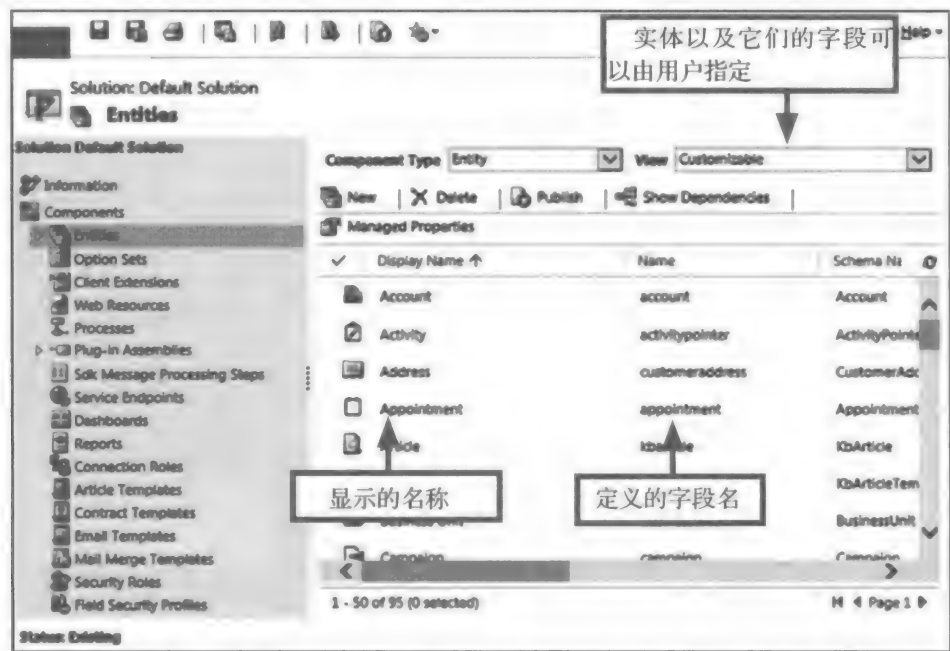 Help
实体以及它们的字段可
以由用户指定
Solution: Default Solution
Entities
Solution Default Solution
Information
Components
Entities
Option Sets
Client Extensions
Web Resources
Processes
Plug-in Assemblies
Sdk Message Processing Steps
Service Endpoints
Dashboards
Reports
Connection Roles
Article Templates
Contract Templates
Email Templates
Mail Merge Templates
Security Roles
Field Security Profiles
Component Type Entity View Customizable
New Delete Publish Show Dependencies
Managed Properties
Display Name Name Schema Na
Account account Account
Activity activitypointer ActivityPointe
Address customeraddress CustomerAdd
Appointment appointment Appointment
KbArticle
显示的名称 定义的字段名 KbArticleTem
BusinessUnit
Campaign campaign Campaign
1 - 50 of 95 (0 selected) Page 1
Status: Existing